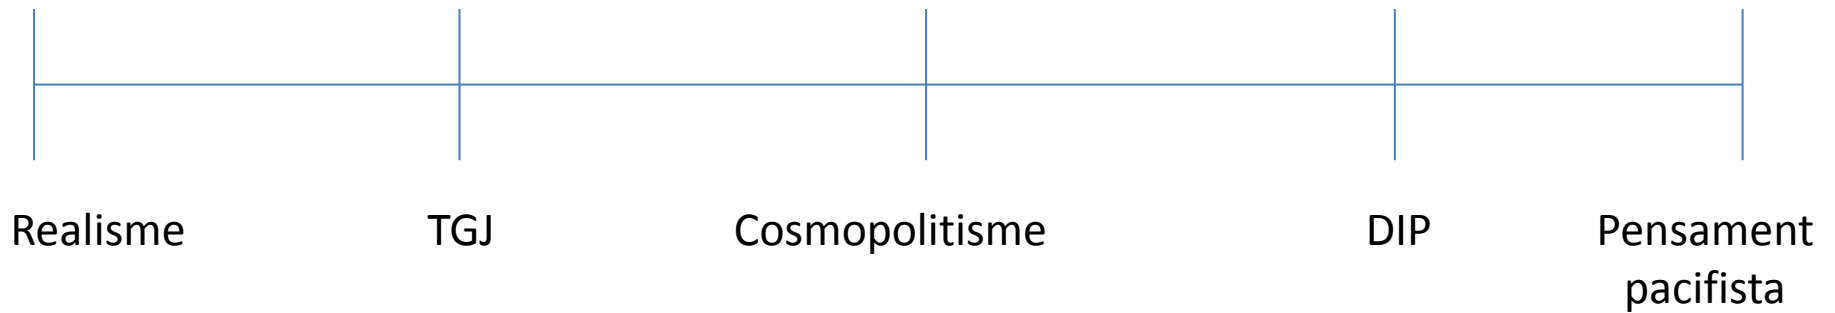 Realisme
TGJ
Cosmopolitisme
DIP
Pensament
pacifista